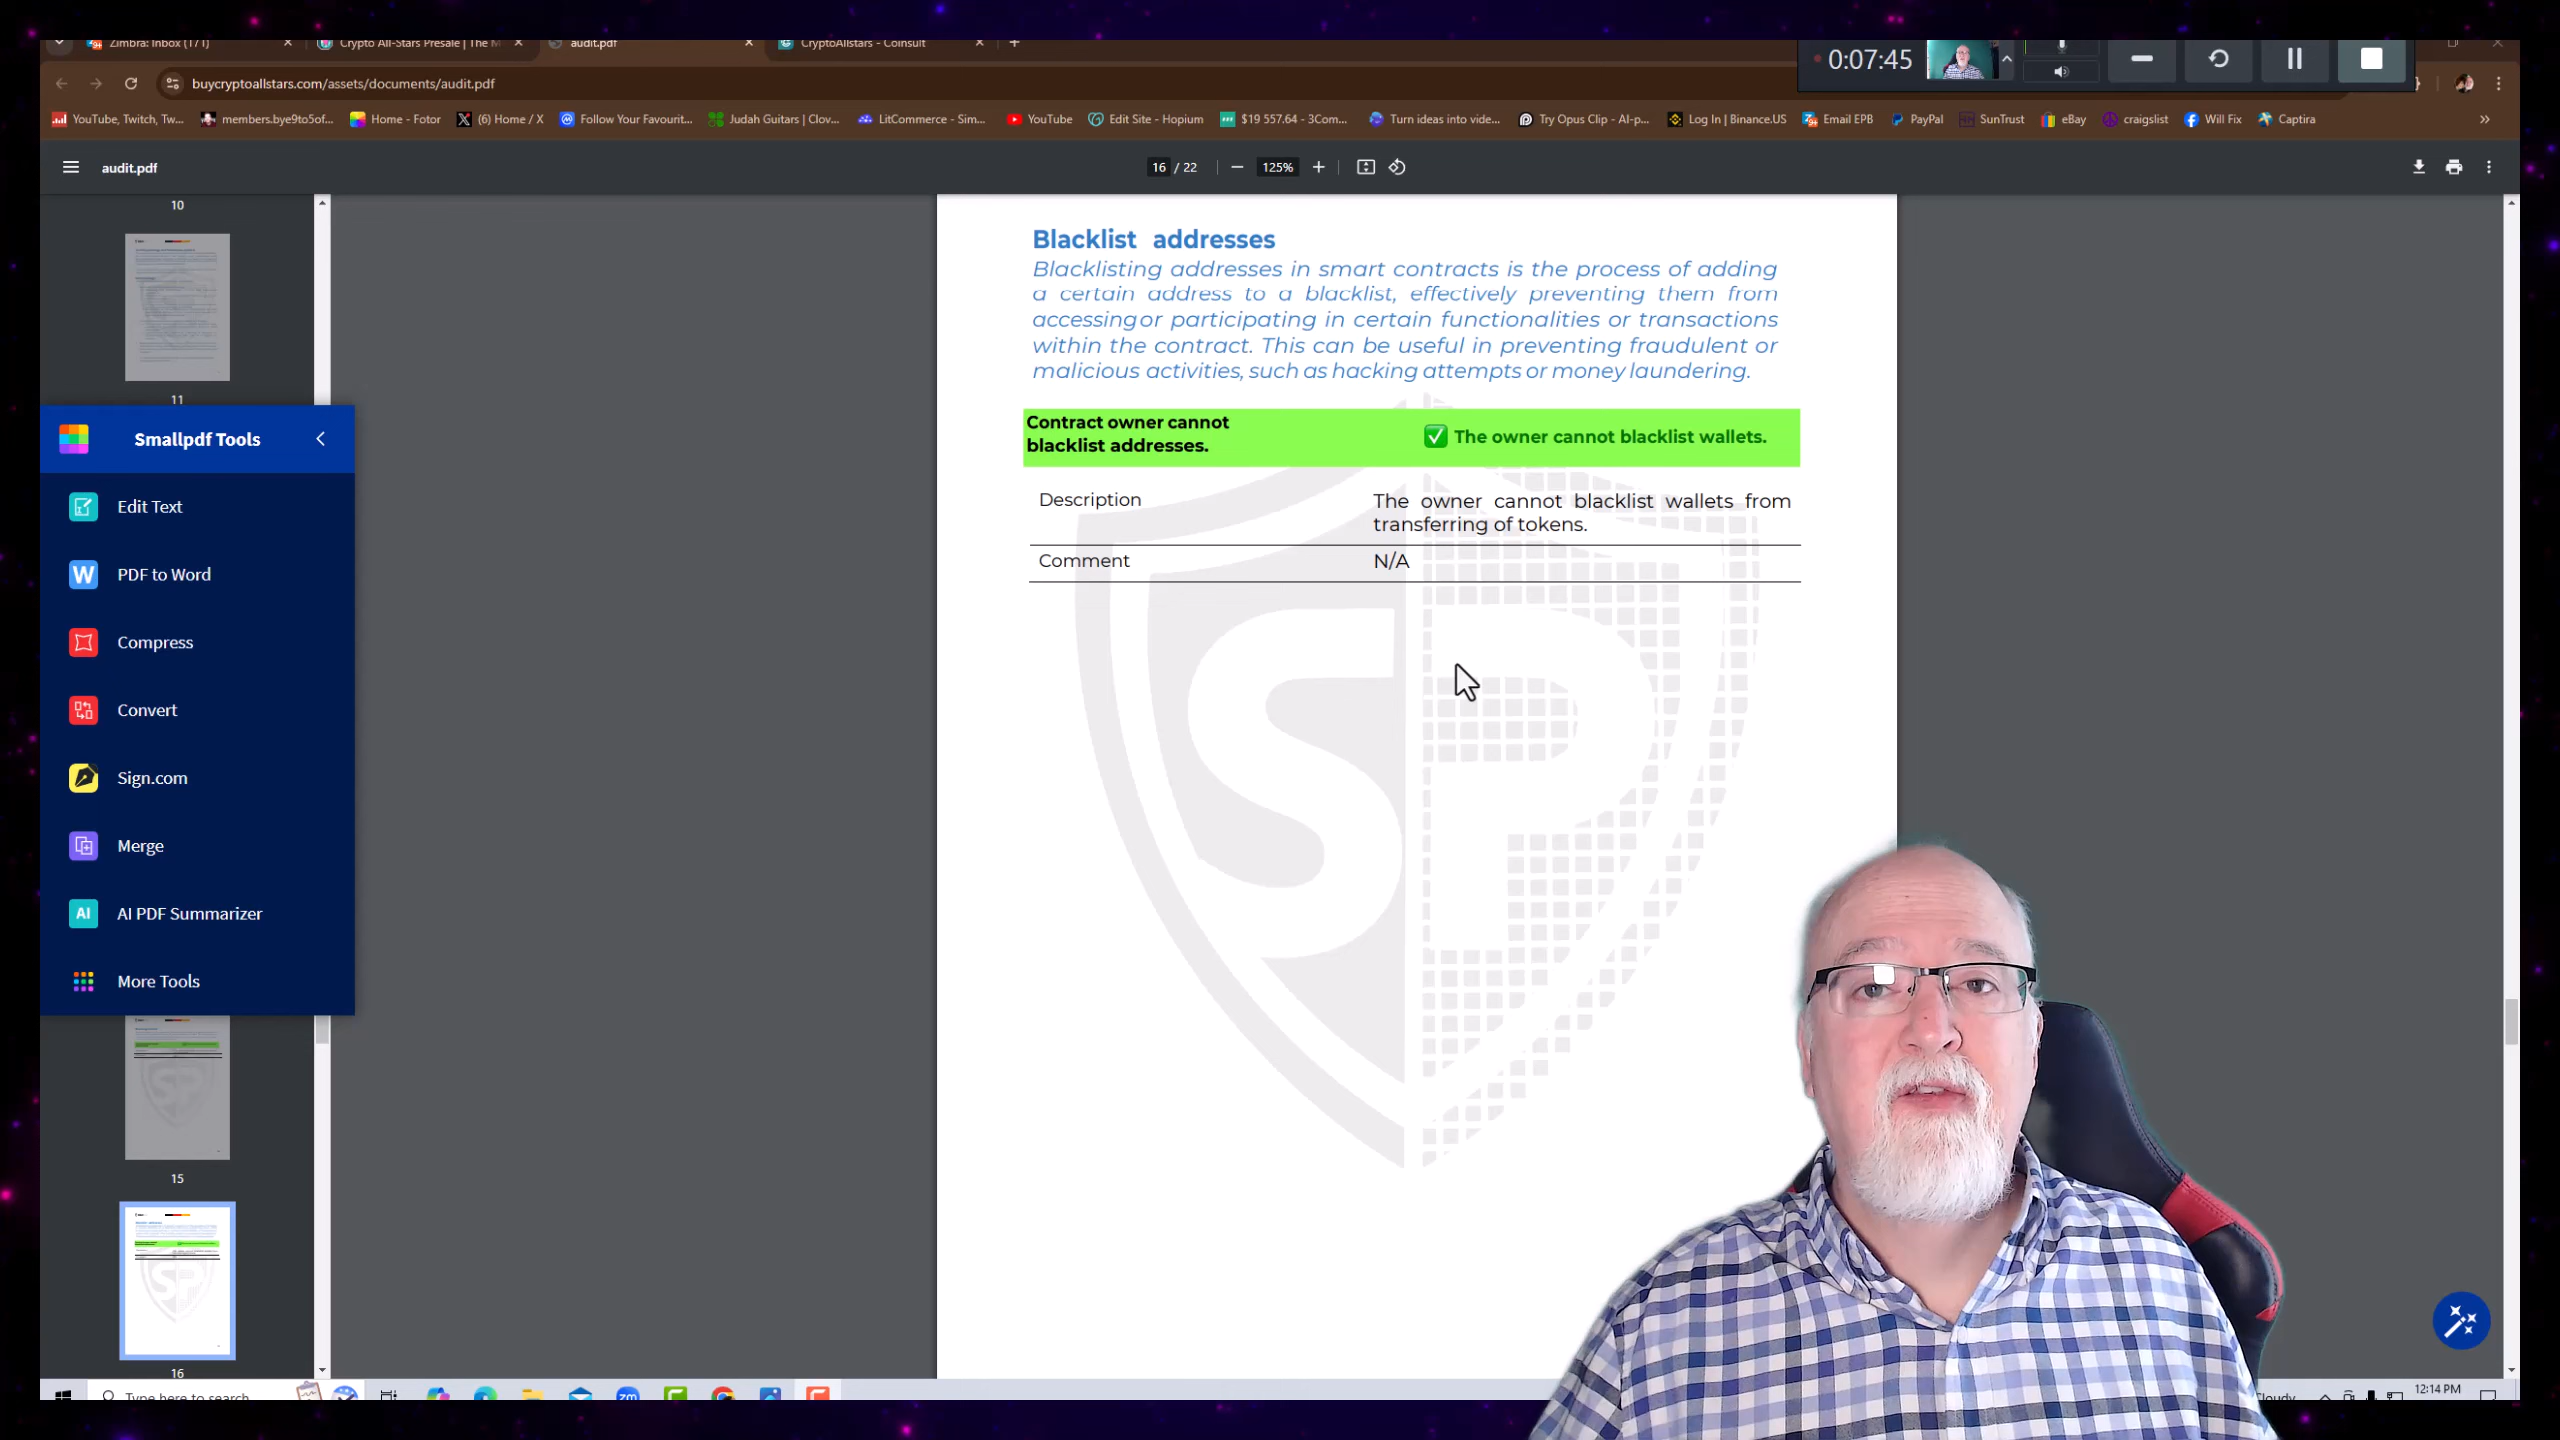 Zimbra: Inbox (171)
Crypto All-Stars Presale | The M
audit.pdf
CryptoAllstars - Coinsult
0:07:45
buycryptoallstars.com/assets/documents/audit.pdf
YouTube, Twitch, Tw...
members.bye9to5of...
Home - Fotor
(6) Home / X
Follow Your Favourit...
Judah Guitars | Clov...
LitCommerce - Sim...
YouTube
Edit Site - Hopium
$19 557.64 - 3Com...
Turn ideas into vide...
Try Opus Clip - AI-p...
Log In | Binance.US
Email EPB
PayPal
SunTrust
eBay
craigslist
Will Fix
Captira
audit.pdf
16 / 22
125%
10
11
Smallpdf Tools
Edit Text
PDF to Word
Compress
Convert
Sign.com
Merge
AI PDF Summarizer
More Tools
15
16
Blacklist addresses
Blacklisting addresses in smart contracts is the process of adding
a certain address to a blacklist, effectively preventing them from
accessing or participating in certain functionalities or transactions
within the contract. This can be useful in preventing fraudulent or
malicious activities, such as hacking attempts or money laundering.
Contract owner cannot
blacklist addresses.
The owner cannot blacklist wallets.
Description
The owner cannot blacklist wallets from
transferring of tokens.
Comment
N/A
SP
Type here to search
Cloudy
12:14 PM